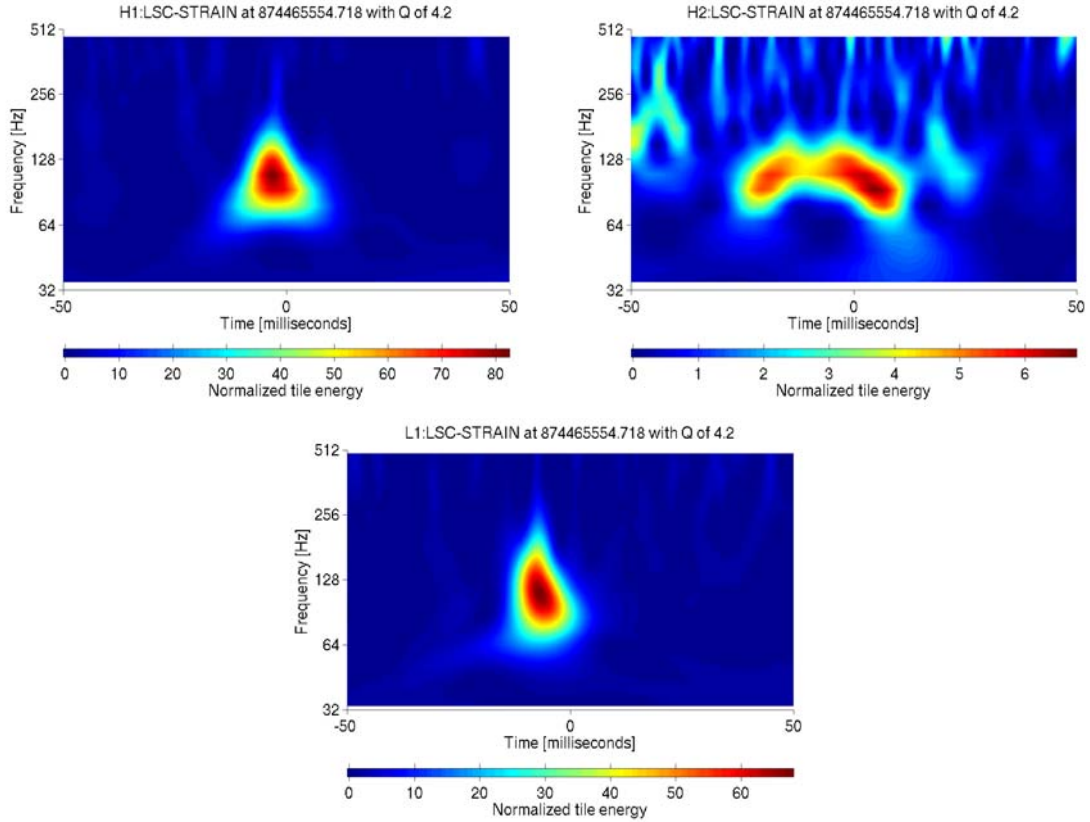 H1:LSC-STRAIN at 874465554.718 with Q of 4.2
512
256
128
64
32
Frequency [Hz]
-50 0 50
Time [milliseconds]
0 10 20 30 40 50 60 70 80
Normalized tile energy
H2:LSC-STRAIN at 874465554.718 with Q of 4.2
512
256
128
64
32
Frequency [Hz]
-50 0 50
Time [milliseconds]
0 1 2 3 4 5 6
Normalized tile energy
L1:LSC-STRAIN at 874465554.718 with Q of 4.2
512
256
128
64
32
Frequency [Hz]
-50 0 50
Time [milliseconds]
0 10 20 30 40 50 60
Normalized tile energy